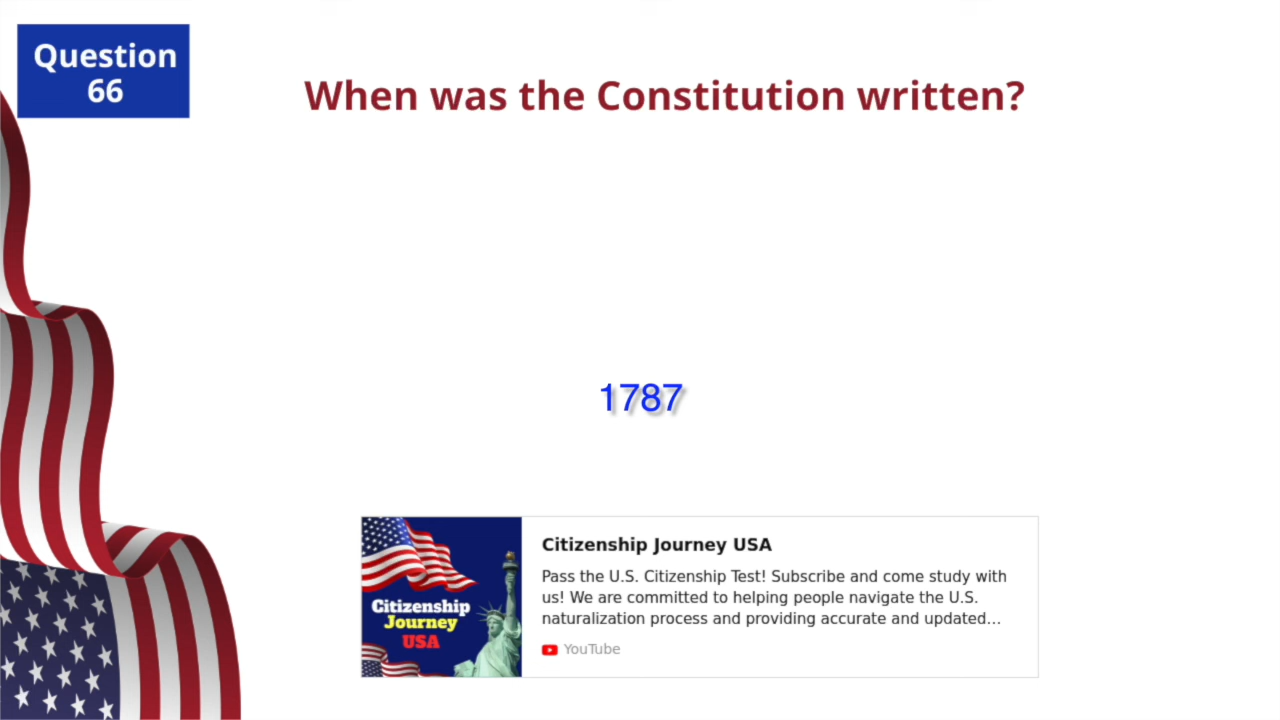 Question
66
When was the Constitution written?
1787
Citizenship
Journey
USA
Citizenship Journey USA
Pass the U.S. Citizenship Test! Subscribe and come study with
us! We are committed to helping people navigate the U.S.
naturalization process and providing accurate and updated...
YouTube